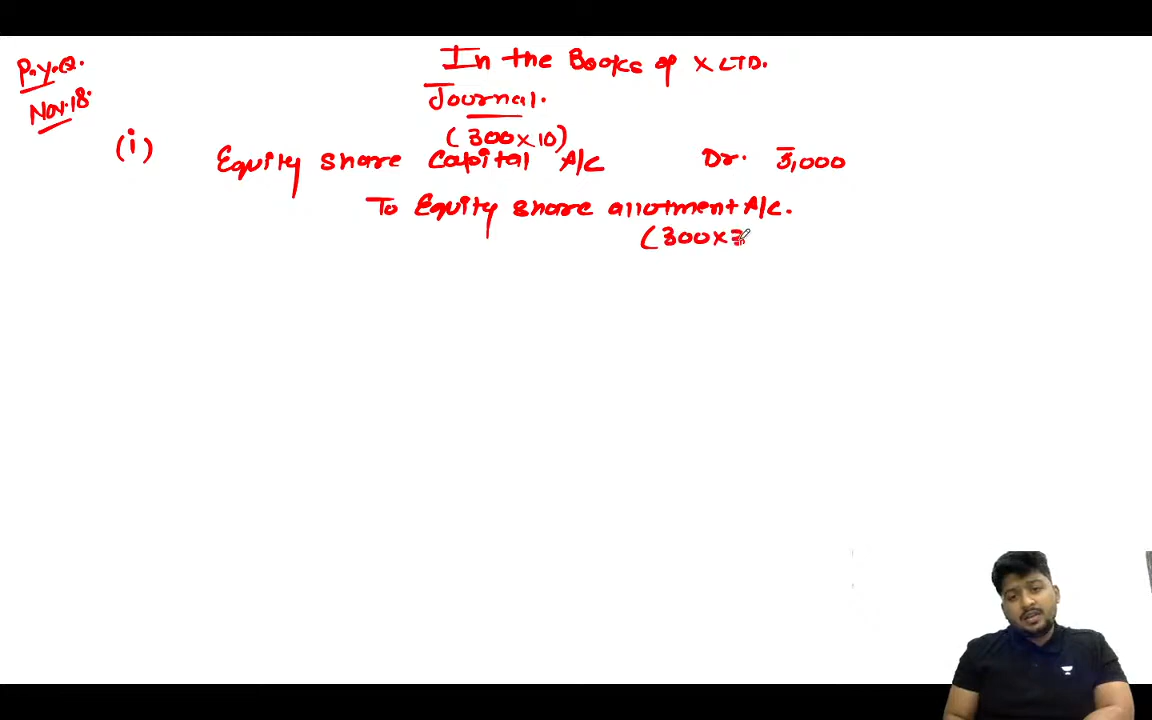 P.Y.Q.
Nov.18.
In the Books of X LTD.
Journal.
(300×10)
(i) Equity share Capital A/c Dr. 3,000
To Equity share allotment A/c.
(300×3